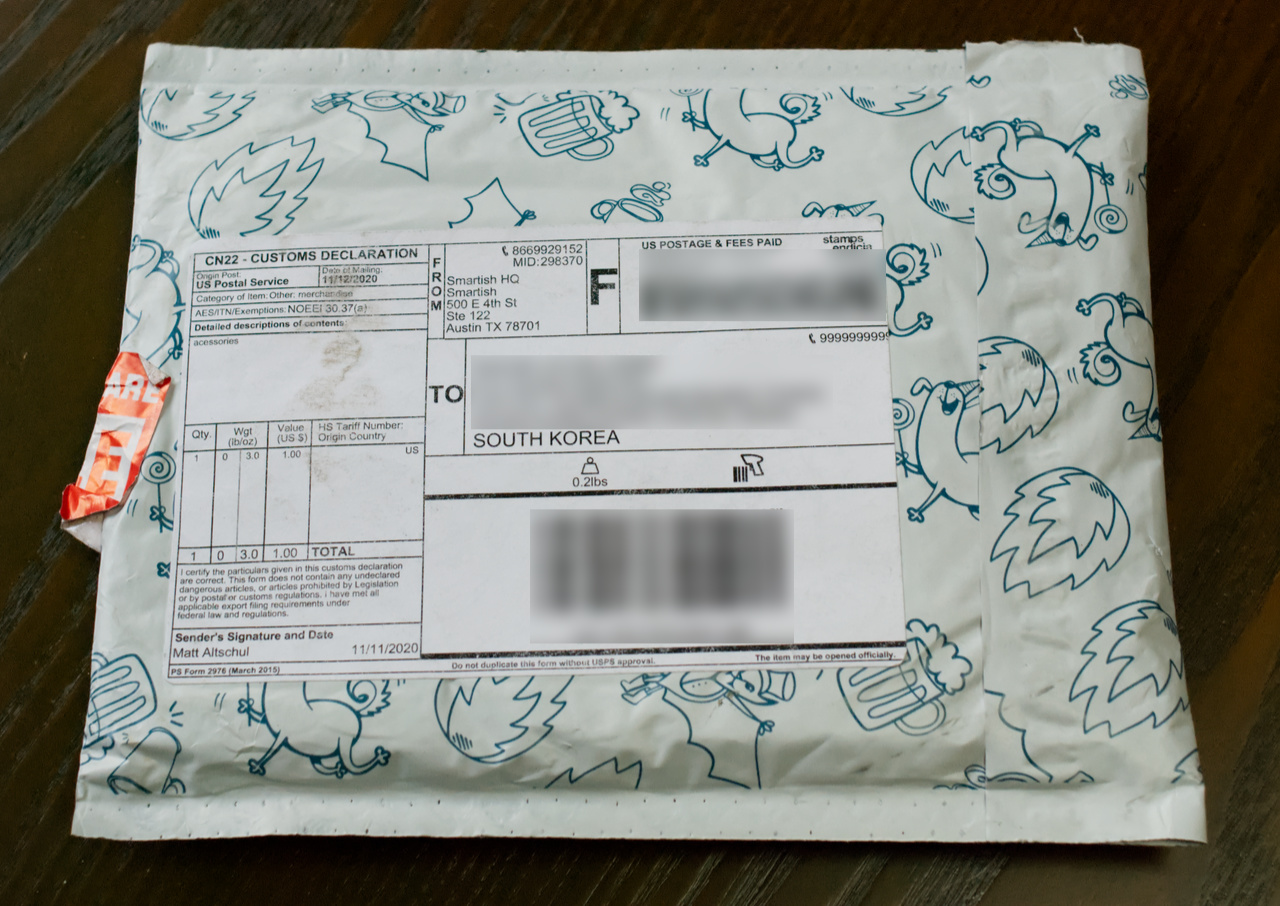 CN22 - CUSTOMS DECLARATION
Origin Post:
US Postal Service
Date of Mailing:
11/12/2020
Category of Item: Other: merchandise
AES/ITN/Exemptions: NOEEI 30.37(a)
Detailed descriptions of contents:
acessories
Qty. Wgt (lb/oz) Value (US $) HS Tariff Number: Origin Country
1 0 3.0 1.00 US
1 0 3.0 1.00 TOTAL
I certify the particulars given in this customs declaration
are correct. This form does not contain any undeclared
dangerous articles, or articles prohibited by Legislation
or by postal or customs regulations. i have met all
applicable export filing requirements under
federal law and regulations.
Sender's Signature and Date
Matt Altschul 11/11/2020
PS Form 2976 (March 2015)
FROM
8669929152
MID:298370
Smartish HQ
Smartish
500 E 4th St
Ste 122
Austin TX 78701
F
US POSTAGE & FEES PAID
stamps
endicia
9999999999
TO
SOUTH KOREA
0.2lbs
Do not duplicate this form without USPS approval.
The item may be opened officially.
ARE